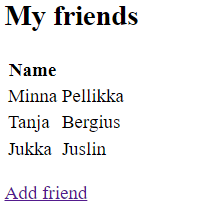 My friends
Name
Minna Pellikka
Tanja Bergius
Jukka Juslin
Add friend